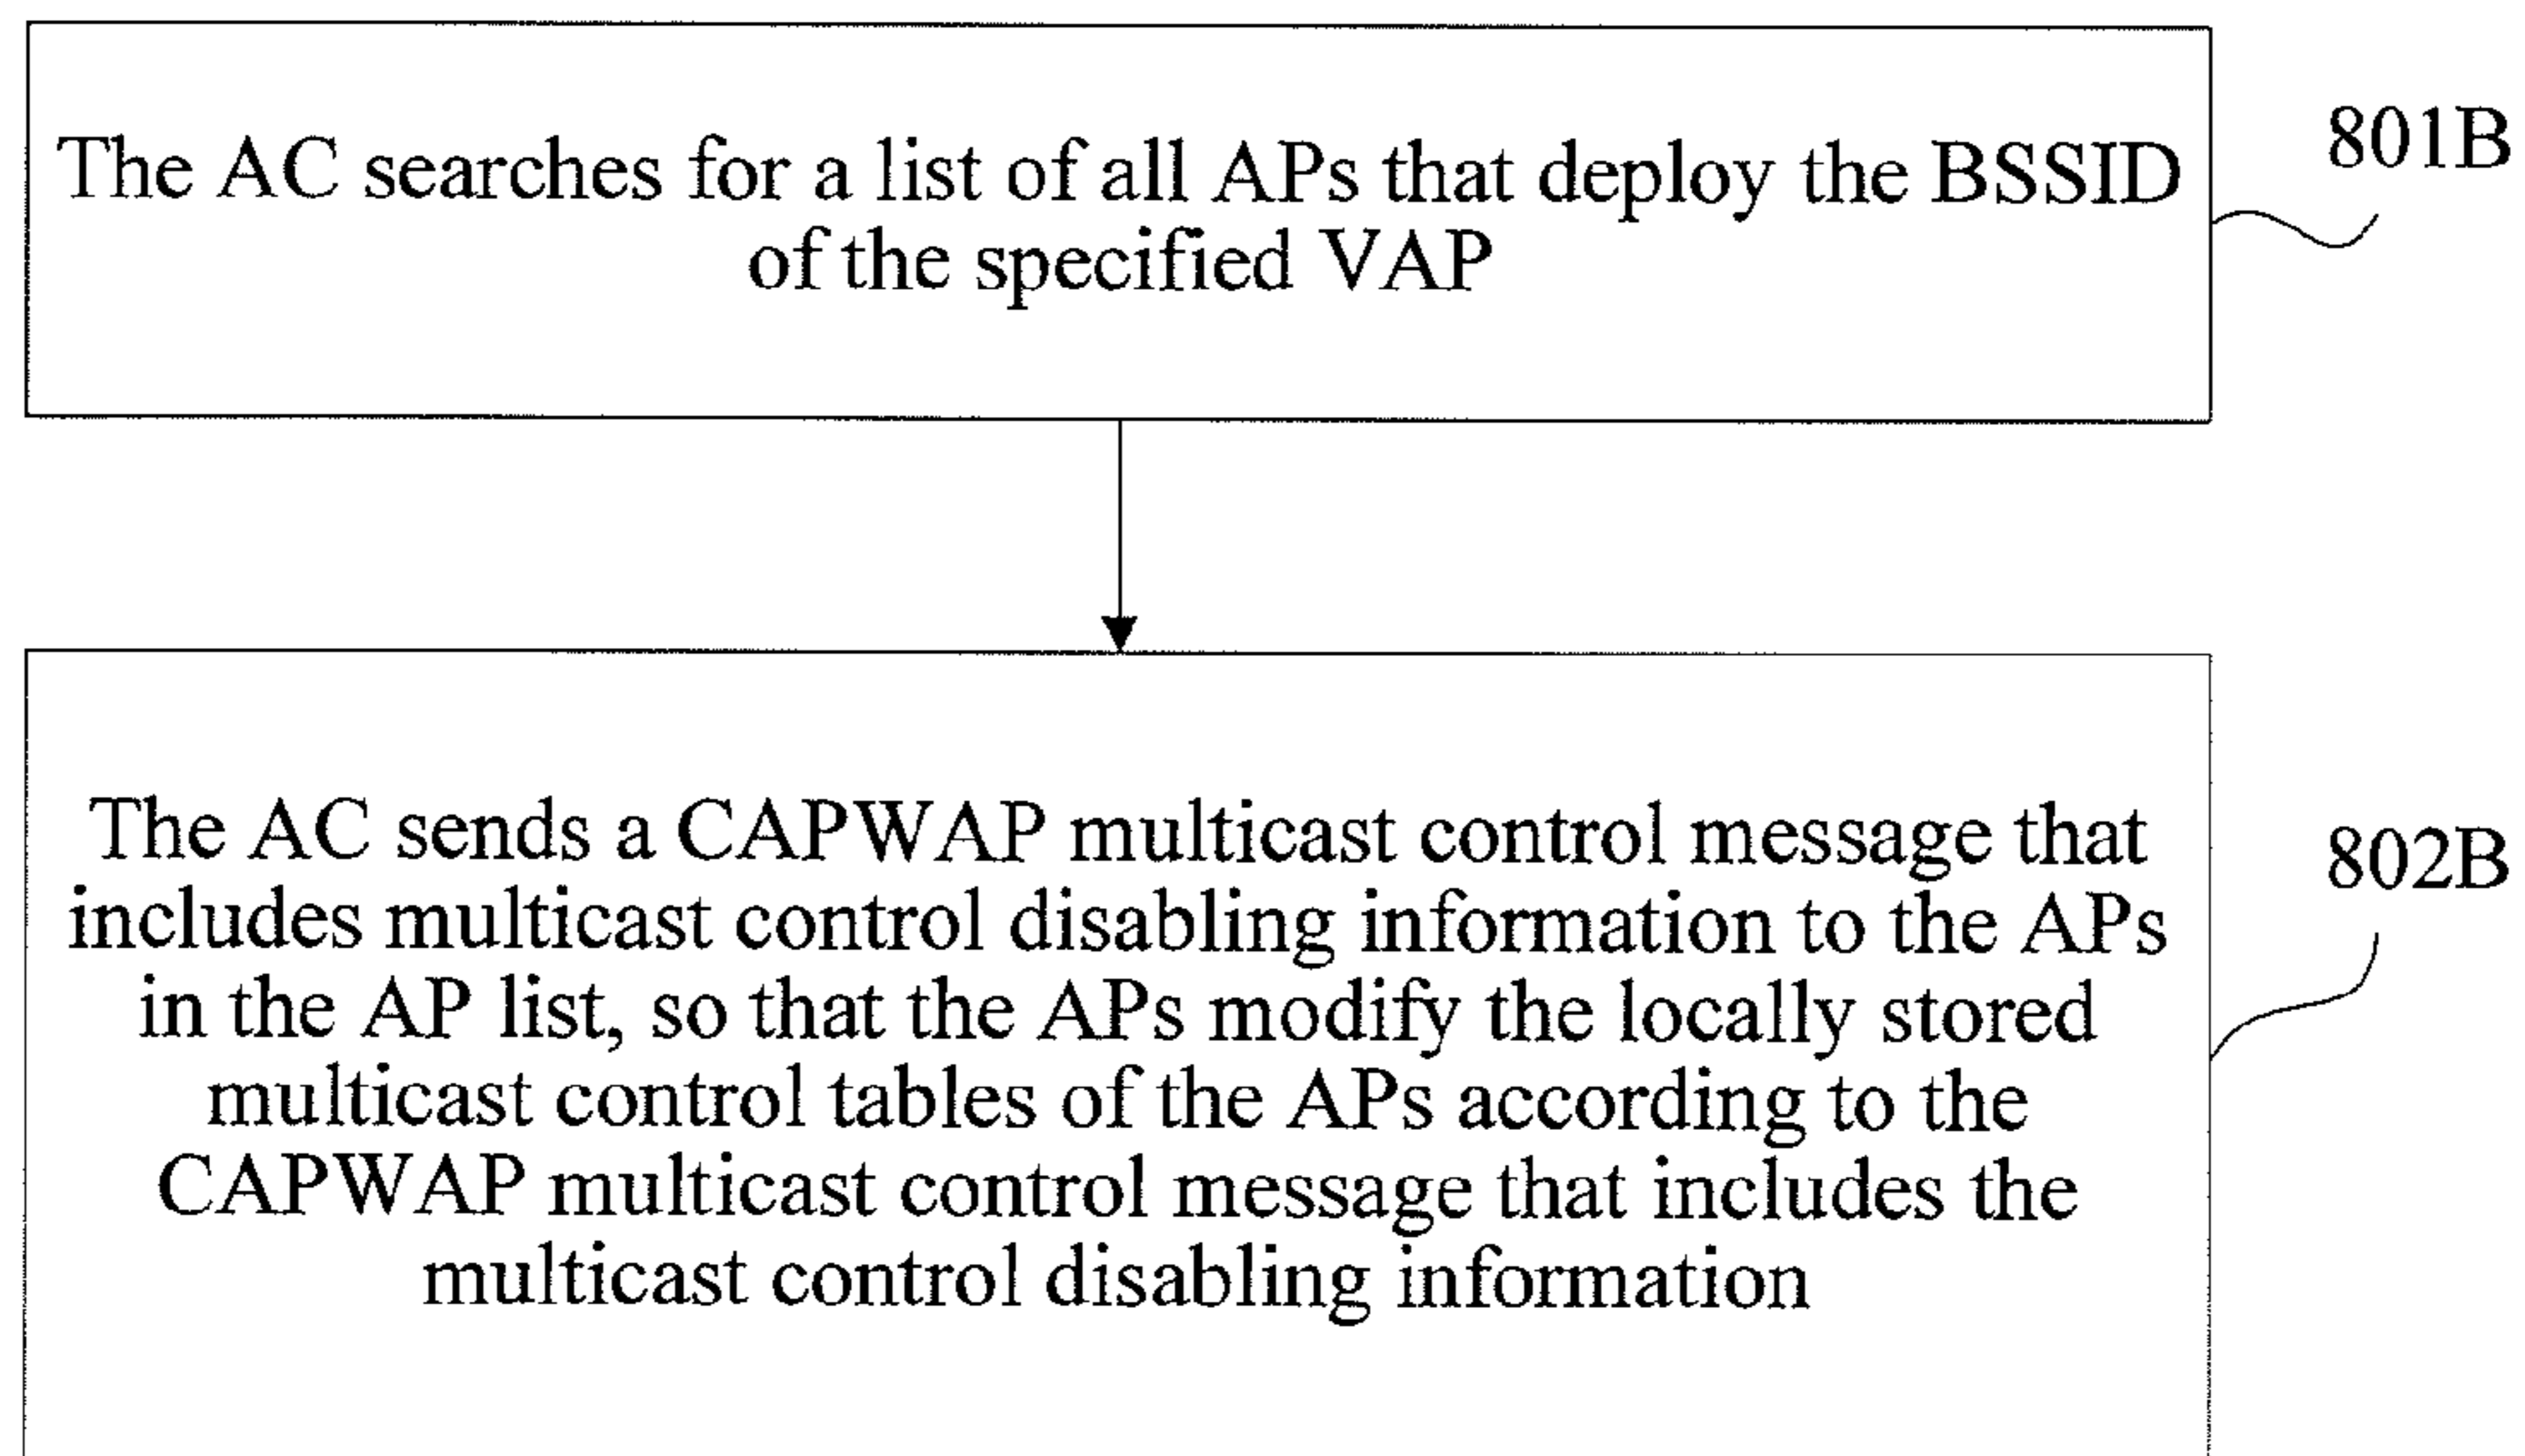 The AC searches for a list of all APs that deploy the BSSID
of the specified VAP
801B
The AC sends a CAPWAP multicast control message that
includes multicast control disabling information to the APs
in the AP list, so that the APs modify the locally stored
multicast control tables of the APs according to the
CAPWAP multicast control message that includes the
multicast control disabling information
802B